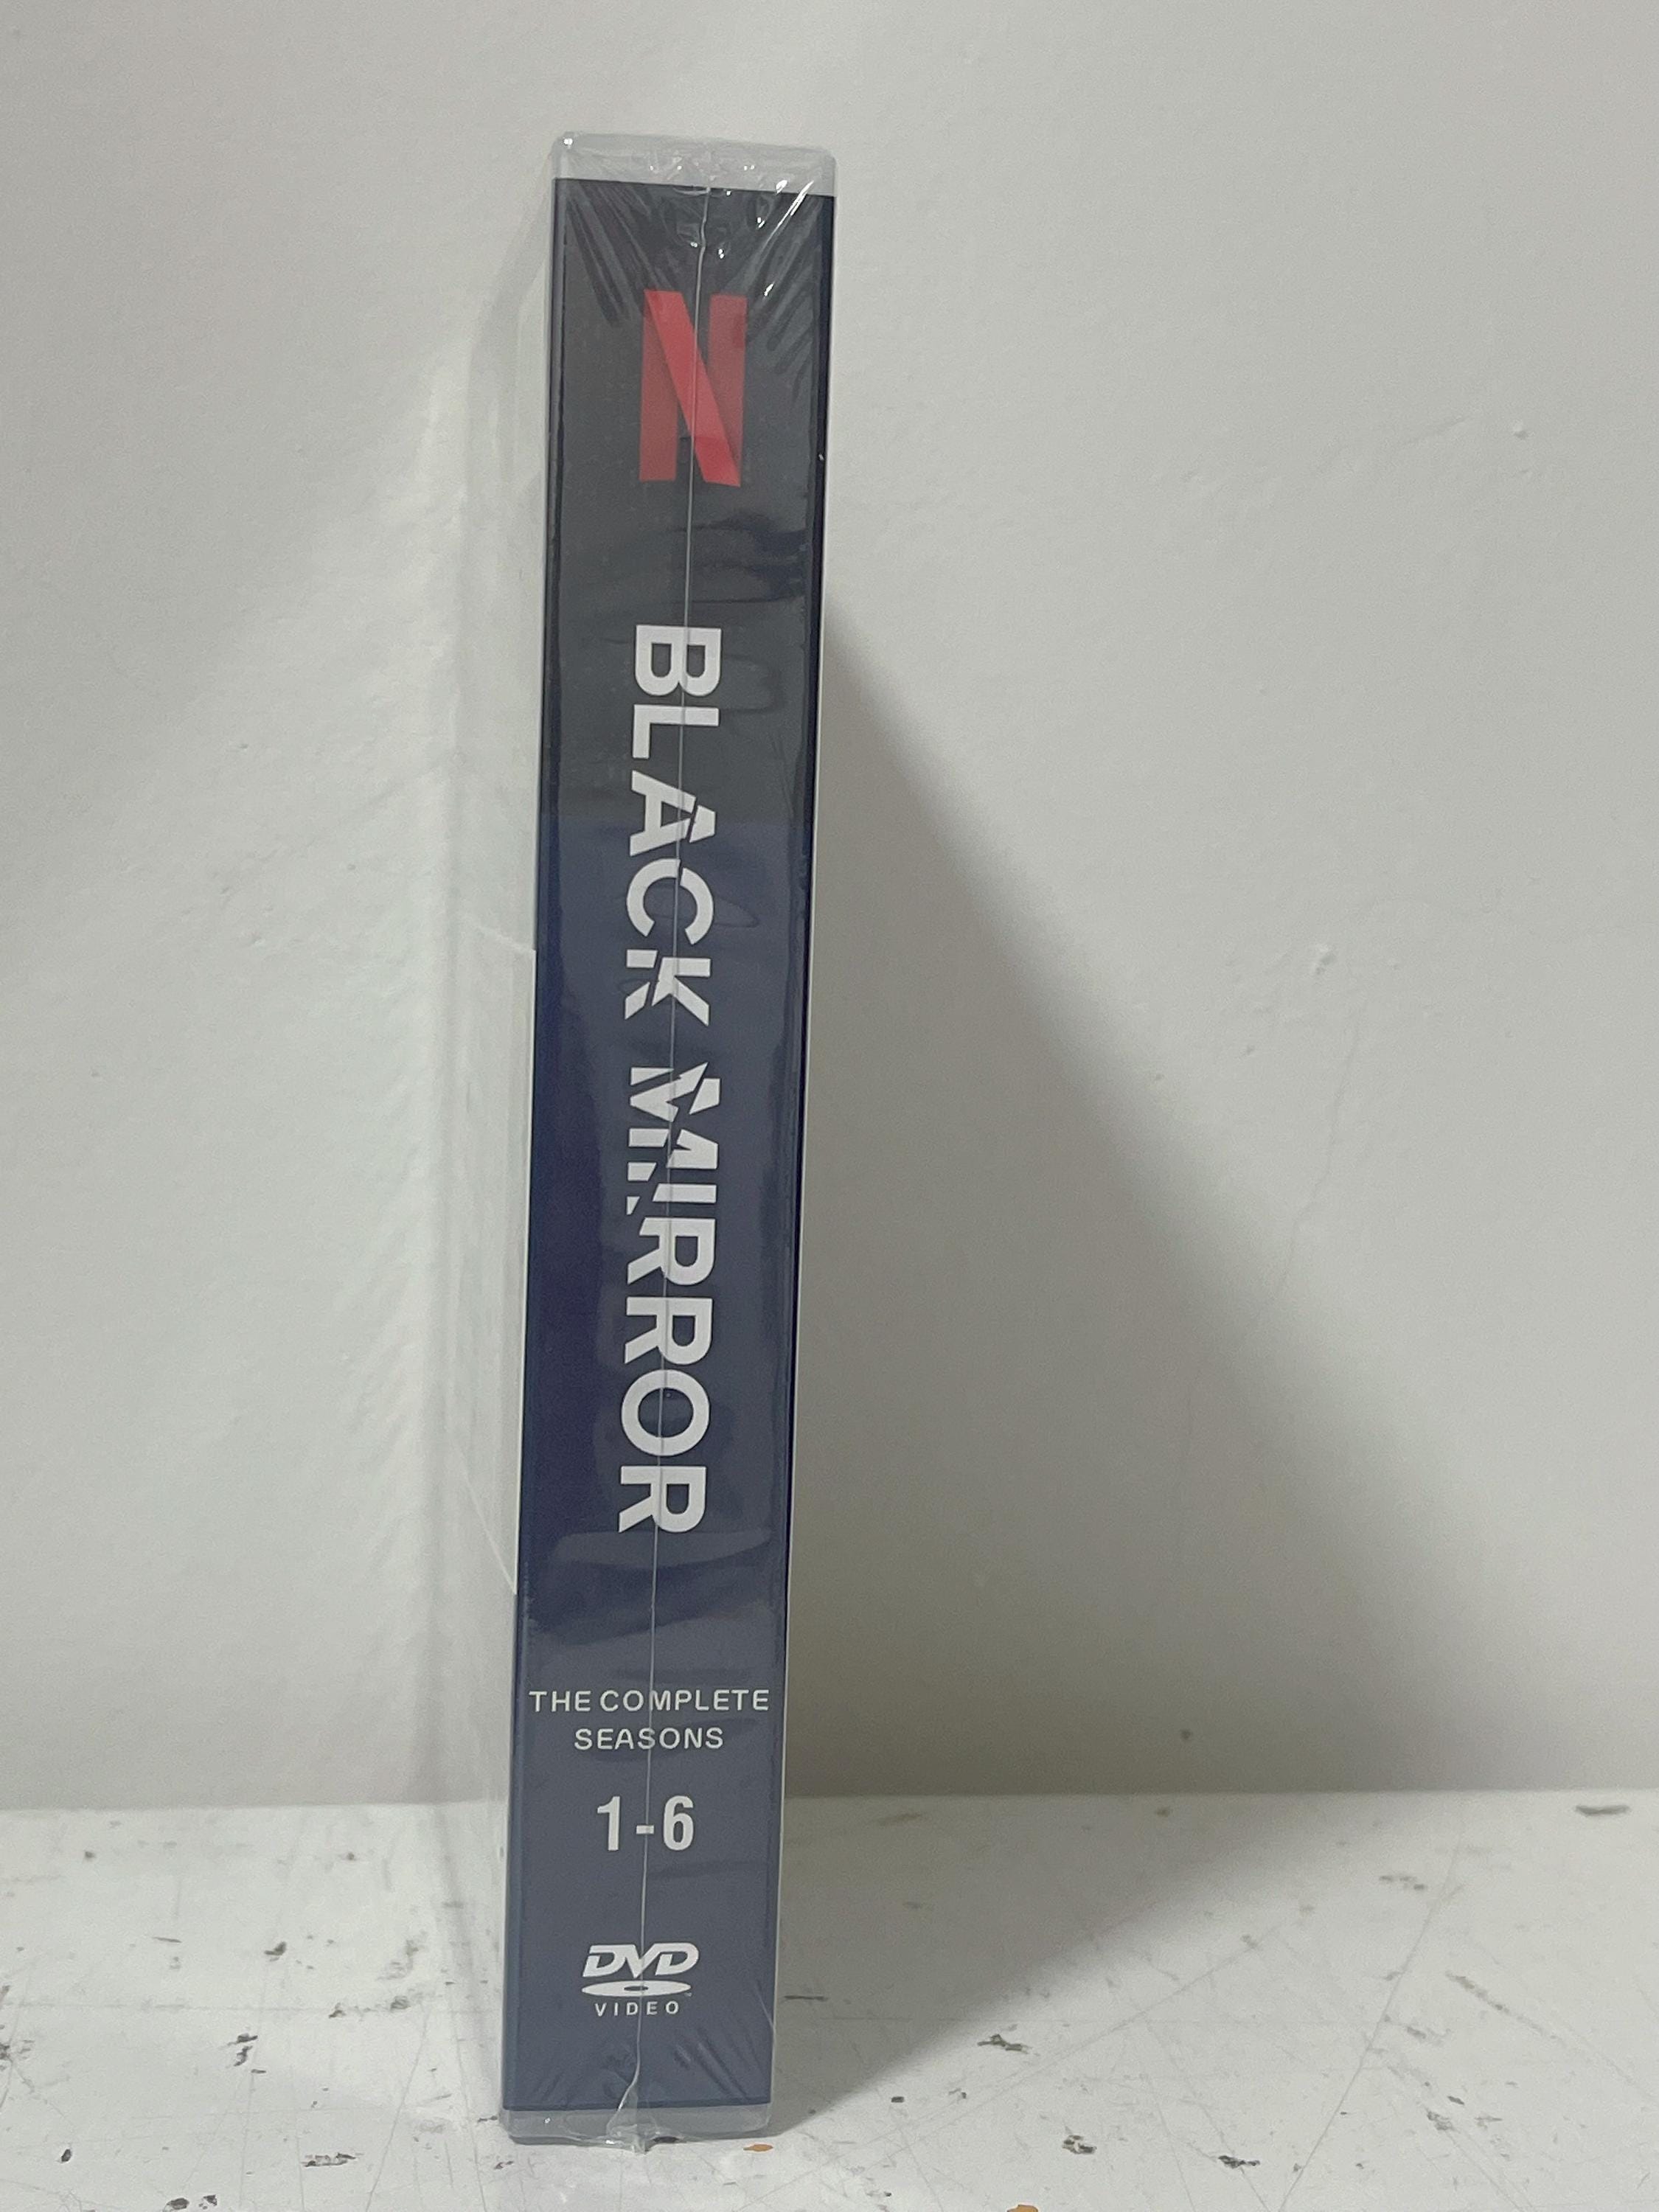 N
BLACK MIRROR
THE COMPLETE
SEASONS
1-6
DVD
VIDEO